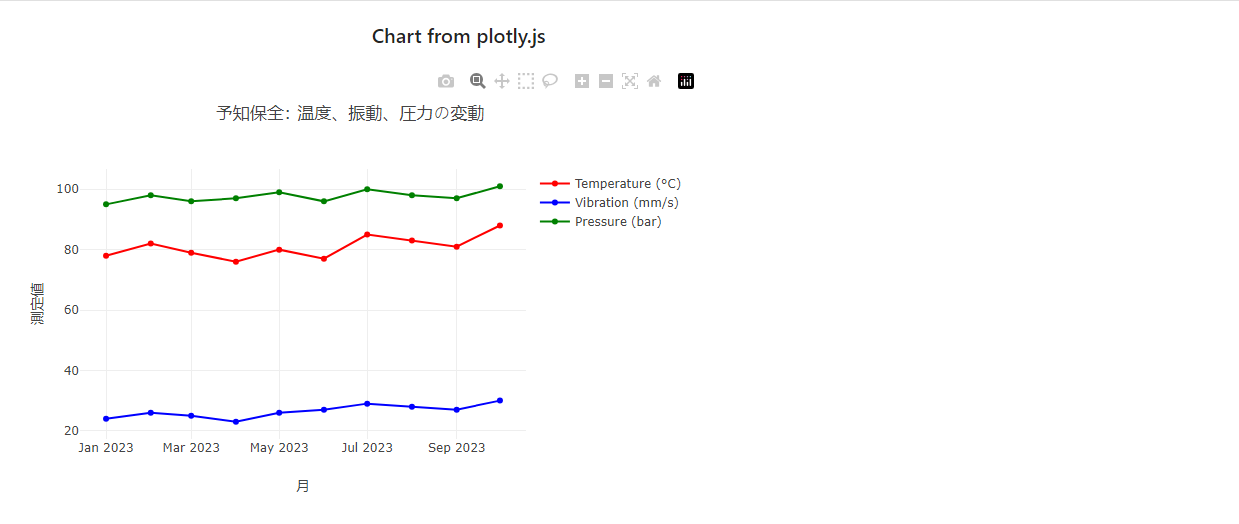 Chart from plotly.js
予知保全: 温度、振動、圧力の変動
100
80
60
40
20
測定値
Jan 2023
Mar 2023
May 2023
Jul 2023
Sep 2023
月
Temperature (°C)
Vibration (mm/s)
Pressure (bar)